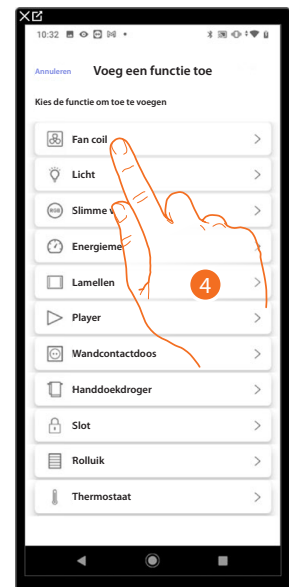 10:32
Annuleren Voeg een functie toe
Kies de functie om toe te voegen
Fan coil
Licht
RGB Slimme
Energieme
Lamellen
4
Player
Wandcontactdoos
Handdoekdroger
Slot
Rolluik
Thermostaat